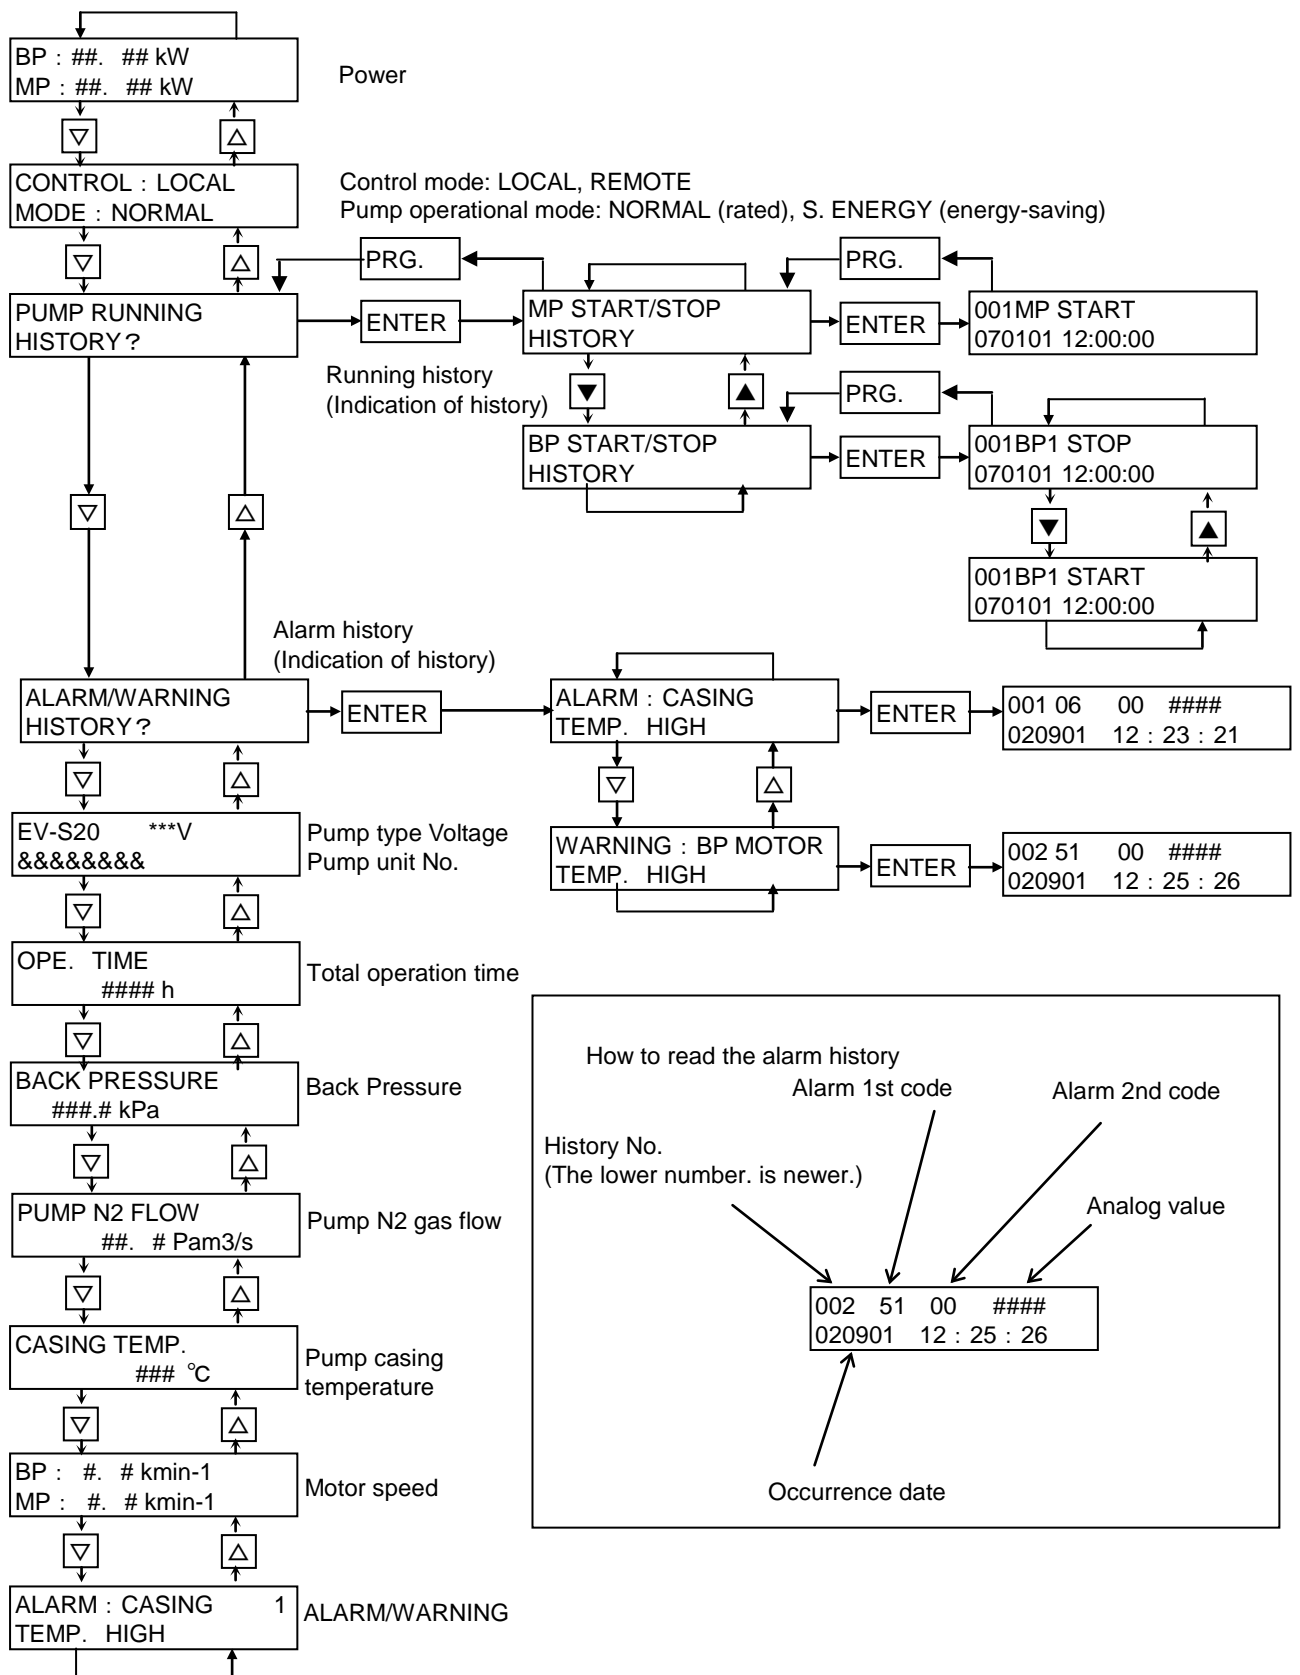 BP : ##. ## kW
MP : ##. ## kW
Power
▽
△
CONTROL : LOCAL
MODE : NORMAL
Control mode: LOCAL, REMOTE
Pump operational mode: NORMAL (rated), S. ENERGY (energy-saving)
▽
△
PRG.
PRG.
PUMP RUNNING
HISTORY?
ENTER
MP START/STOP
HISTORY
ENTER
001MP START
070101 12:00:00
Running history
(Indication of history)
▼
▲
PRG.
BP START/STOP
HISTORY
ENTER
001BP1 STOP
070101 12:00:00
▽
△
▼
▲
001BP1 START
070101 12:00:00
Alarm history
(Indication of history)
ALARM/WARNING
HISTORY?
ENTER
ALARM : CASING
TEMP. HIGH
ENTER
001 06 00 ####
020901 12 : 23 : 21
▽
△
▽
△
EV-S20 ***V
&&&&&&&&
Pump type Voltage
Pump unit No.
WARNING : BP MOTOR
TEMP. HIGH
ENTER
002 51 00 ####
020901 12 : 25 : 26
▽
△
OPE. TIME
#### h
Total operation time
▽
△
BACK PRESSURE
###.# kPa
Back Pressure
▽
△
PUMP N2 FLOW
##. # Pam3/s
Pump N2 gas flow
▽
△
CASING TEMP.
### ℃
Pump casing
temperature
▽
△
BP : #. # kmin-1
MP : #. # kmin-1
Motor speed
▽
△
ALARM : CASING 1
TEMP. HIGH
ALARM/WARNING
How to read the alarm history
Alarm 1st code
Alarm 2nd code
History No.
(The lower number. is newer.)
Analog value
002 51 00 ####
020901 12 : 25 : 26
Occurrence date